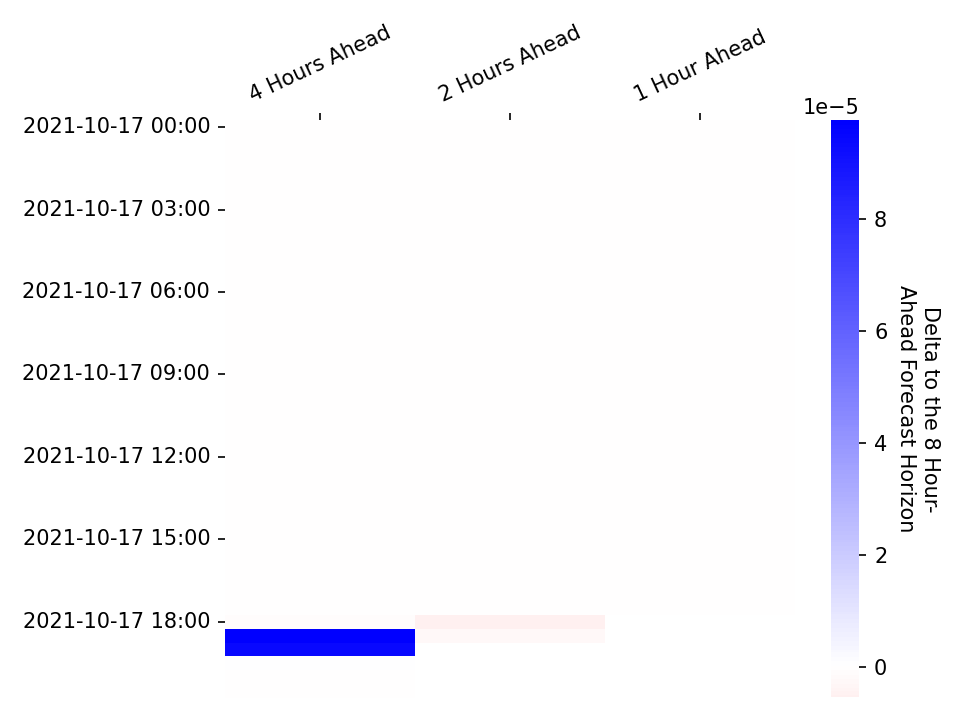 4 Hours Ahead
2 Hours Ahead
1 Hour Ahead
1e−5
2021-10-17 00:00
2021-10-17 03:00
2021-10-17 06:00
2021-10-17 09:00
2021-10-17 12:00
2021-10-17 15:00
2021-10-17 18:00
8
6
4
2
0
Delta to the 8 Hour-
Ahead Forecast Horizon